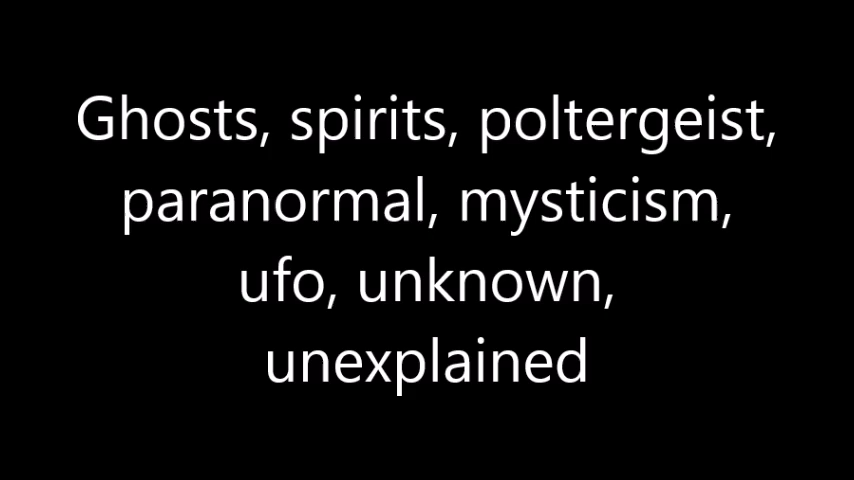 Ghosts, spirits, poltergeist,
paranormal, mysticism,
ufo, unknown,
unexplained